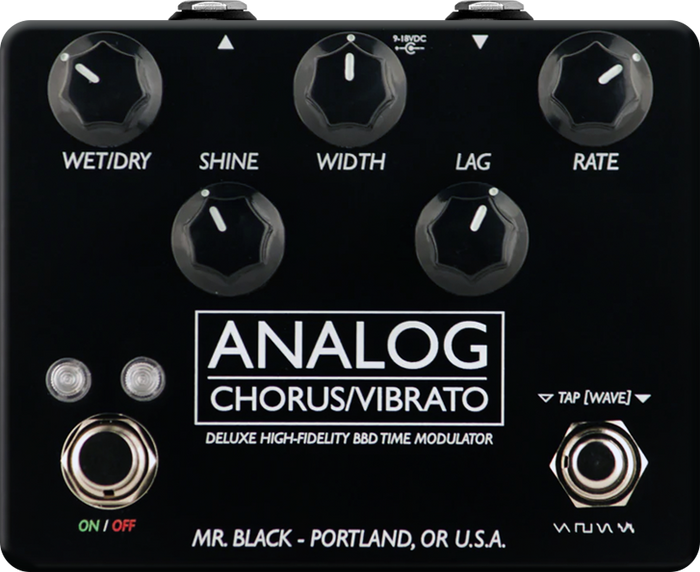 9-18VDC
WET/DRY SHINE WIDTH LAG RATE
ANALOG
CHORUS/VIBRATO
DELUXE HIGH-FIDELITY BBD TIME MODULATOR
TAP [WAVE]
ON / OFF
MR. BLACK - PORTLAND, OR U.S.A.